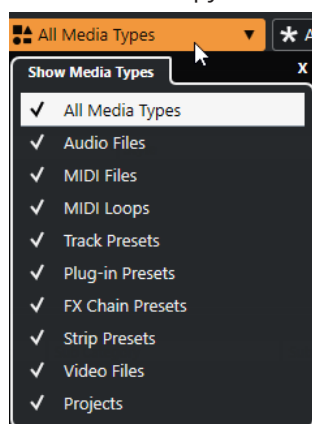 All Media Types
Show Media Types X
All Media Types
Audio Files
MIDI Files
MIDI Loops
Track Presets
Plug-in Presets
FX Chain Presets
Strip Presets
Video Files
Projects